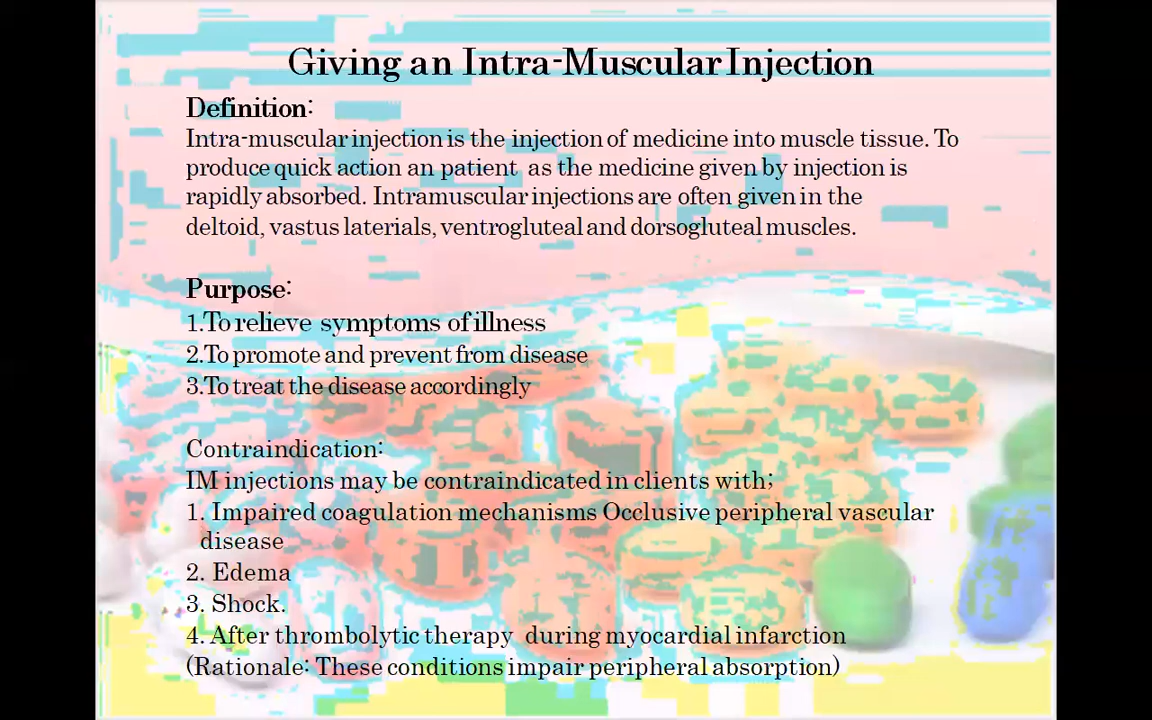 Giving an Intra-Muscular Injection
Definition:
Intra-muscular injection is the injection of medicine into muscle tissue. To
produce quick action an patient as the medicine given by injection is
rapidly absorbed. Intramuscular injections are often given in the
deltoid, vastus laterials, ventrogluteal and dorsogluteal muscles.
Purpose:
1.To relieve symptoms of illness
2.To promote and prevent from disease
3.To treat the disease accordingly
Contraindication:
IM injections may be contraindicated in clients with;
1. Impaired coagulation mechanisms Occlusive peripheral vascular
disease
2. Edema
3. Shock.
4. After thrombolytic therapy during myocardial infarction
(Rationale: These conditions impair peripheral absorption)